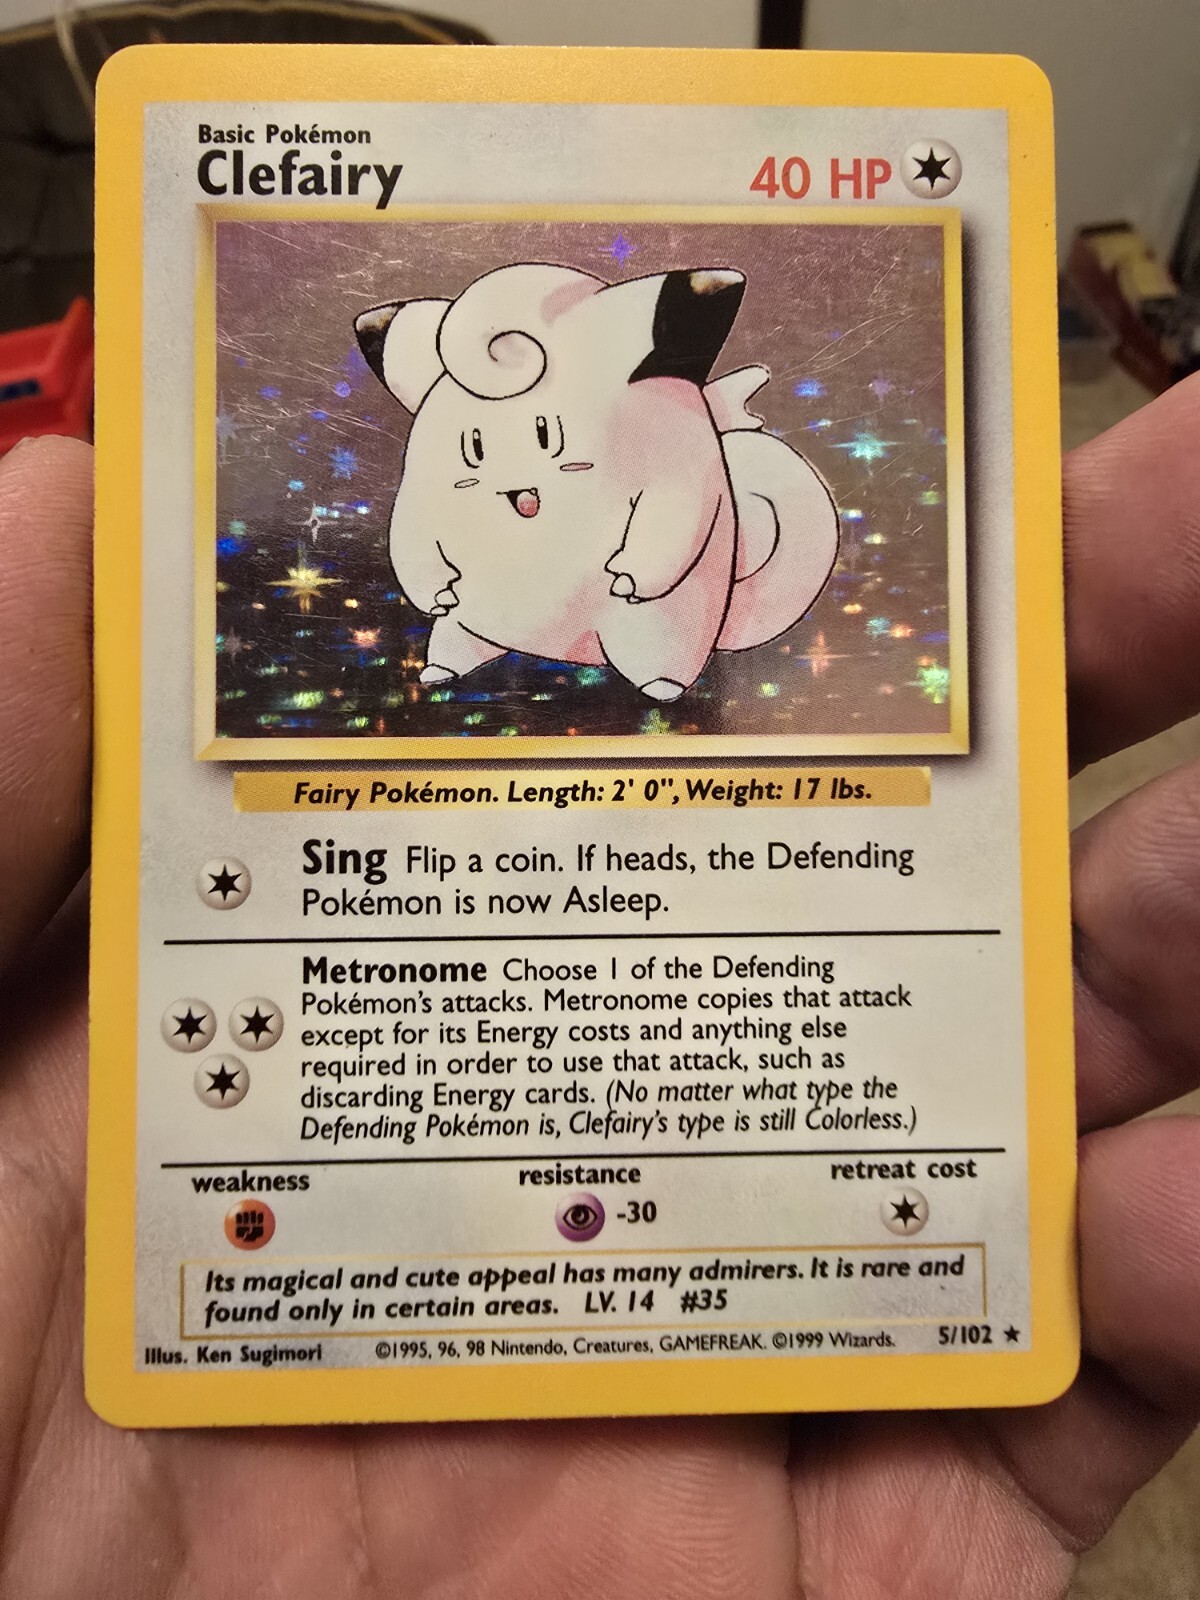 Basic Pokémon
Clefairy
40 HP
Fairy Pokémon. Length: 2' 0", Weight: 17 lbs.
Sing Flip a coin. If heads, the Defending
Pokémon is now Asleep.
Metronome Choose 1 of the Defending
Pokémon's attacks. Metronome copies that attack
except for its Energy costs and anything else
required in order to use that attack, such as
discarding Energy cards. (No matter what type the
Defending Pokémon is, Clefairy's type is still Colorless.)
weakness
resistance
retreat cost
-30
Its magical and cute appeal has many admirers. It is rare and
found only in certain areas. LV. 14 #35
Illus. Ken Sugimori
©1995, 96, 98 Nintendo, Creatures, GAMEFREAK. ©1999 Wizards.
5/102 ★